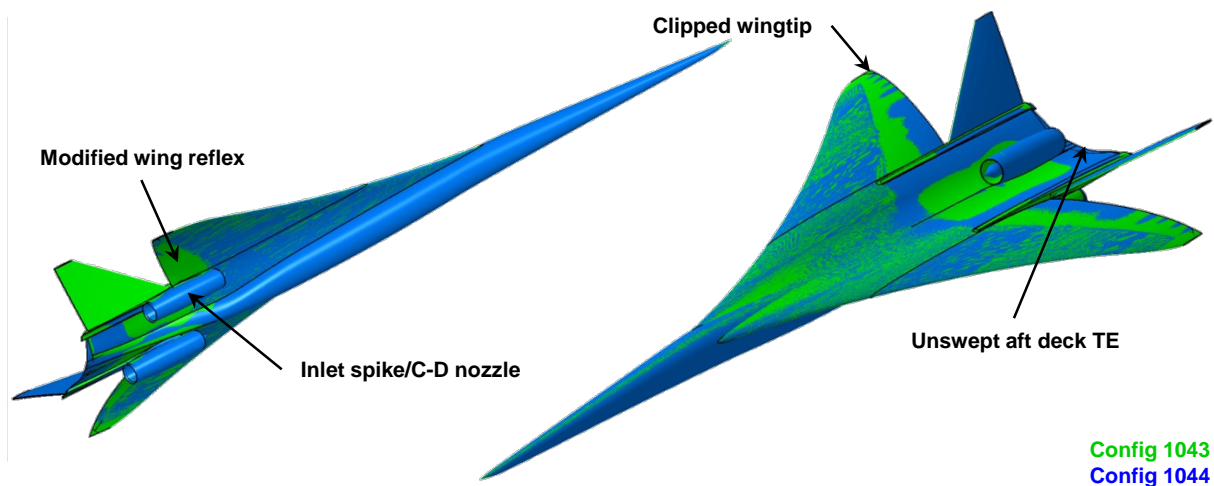 Clipped wingtip
Modified wing reflex
Inlet spike/C-D nozzle
Unswept aft deck TE
Config 1043
Config 1044